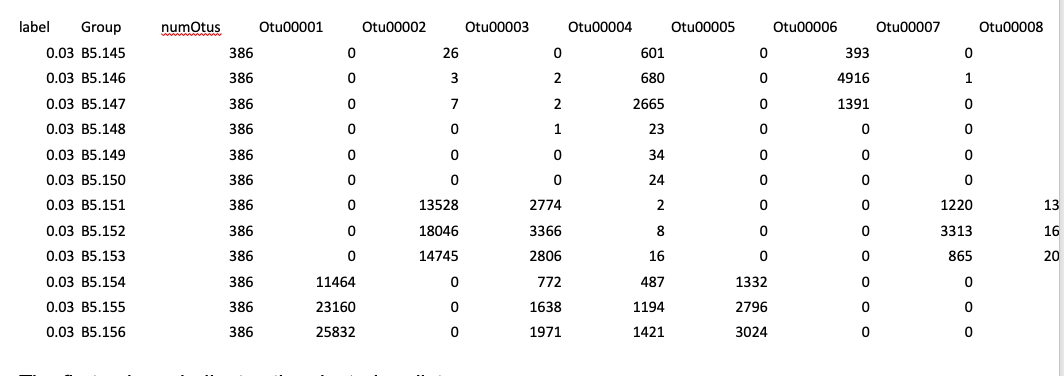 label Group numOtus Otu00001 Otu00002 Otu00003 Otu00004 Otu00005 Otu00006 Otu00007 Otu00008
0.03 B5.145 386 0 26 0 601 0 393 0
0.03 B5.146 386 0 3 2 680 0 4916 1
0.03 B5.147 386 0 7 2 2665 0 1391 0
0.03 B5.148 386 0 0 1 23 0 0 0
0.03 B5.149 386 0 0 0 34 0 0 0
0.03 B5.150 386 0 0 0 24 0 0 0
0.03 B5.151 386 0 13528 2774 2 0 0 1220 13
0.03 B5.152 386 0 18046 3366 8 0 0 3313 16
0.03 B5.153 386 0 14745 2806 16 0 0 865 20
0.03 B5.154 386 11464 0 772 487 1332 0 0
0.03 B5.155 386 23160 0 1638 1194 2796 0 0
0.03 B5.156 386 25832 0 1971 1421 3024 0 0